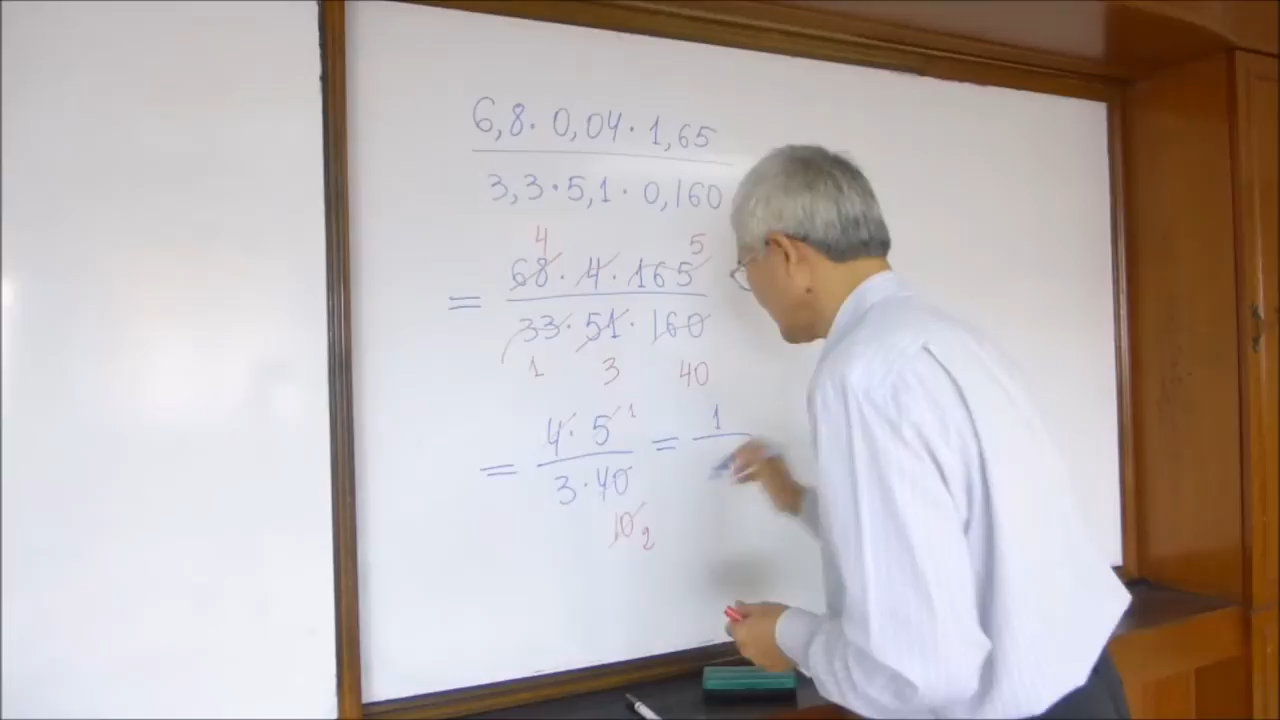 6,8 · 0,04 · 1,65
3,3 · 5,1 · 0,160
4 5
= 68 · 4 · 165
33 · 51 · 160
1 3 40
4 · 5 1
= = 1
3 · 40
10 2